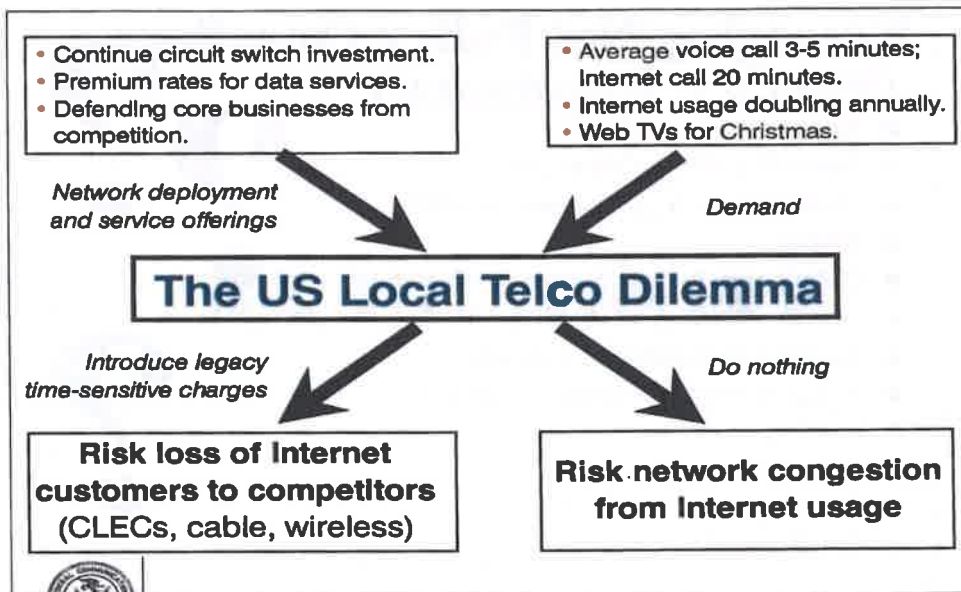 • Continue circuit switch investment.
• Premium rates for data services.
• Defending core businesses from
competition.
• Average voice call 3-5 minutes;
Internet call 20 minutes.
• Internet usage doubling annually.
• Web TVs for Christmas.
Network deployment
and service offerings
Demand
The US Local Telco Dilemma
Introduce legacy
time-sensitive charges
Do nothing
Risk loss of Internet
customers to competitors
(CLECs, cable, wireless)
Risk network congestion
from Internet usage